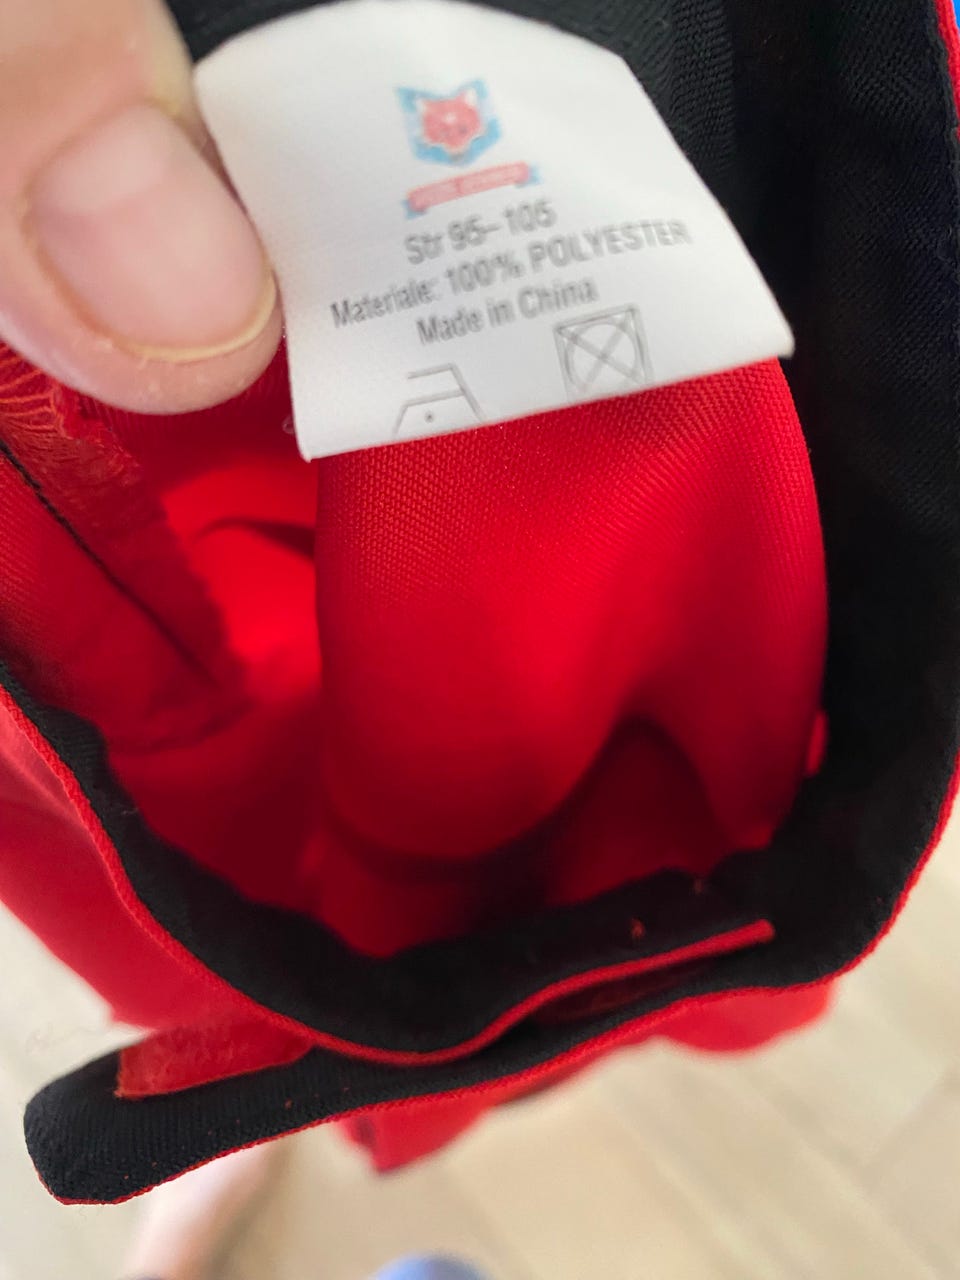 Str 95-105
Materiale: 100% POLYESTER
Made in China